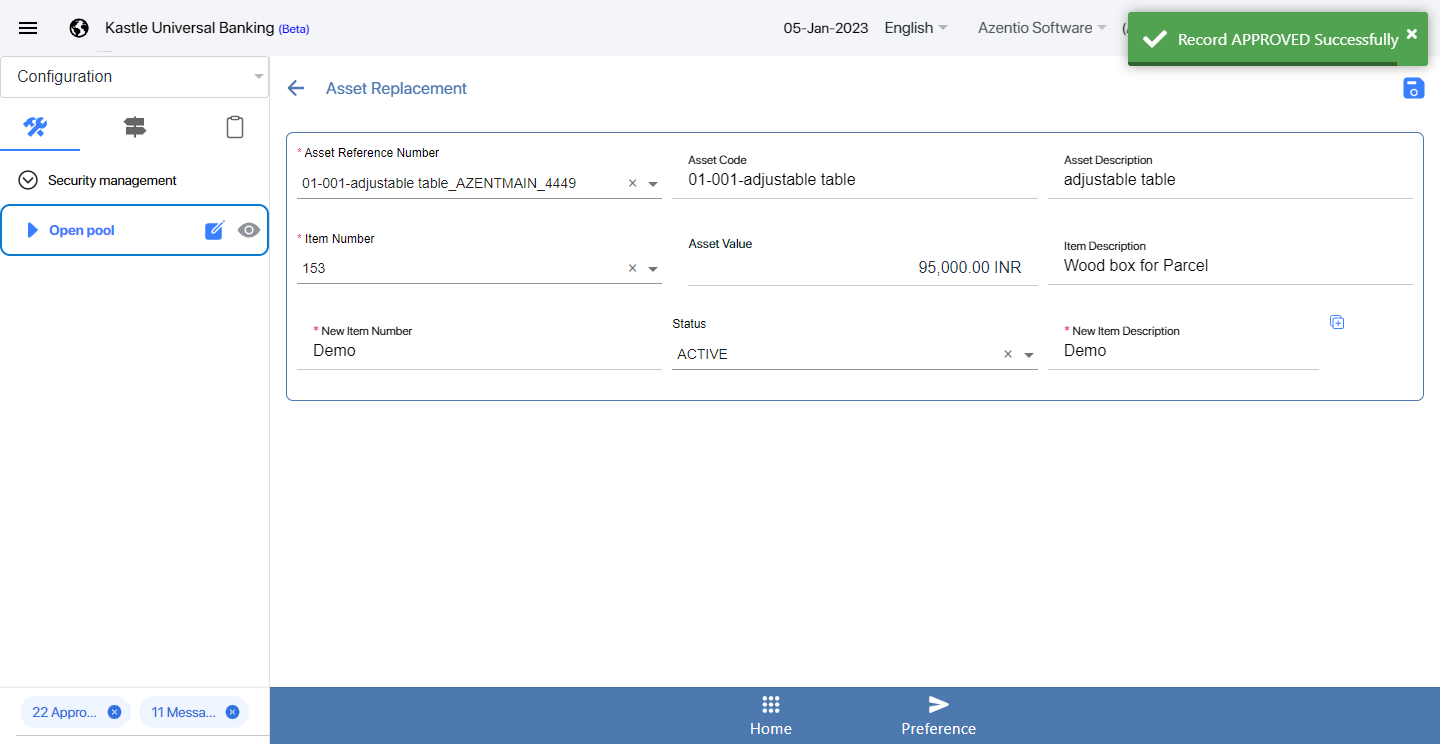 Kastle Universal Banking (Beta)
05-Jan-2023
English
Azentio Software
Record APPROVED Successfully
Configuration
Asset Replacement
Security management
Open pool
* Asset Reference Number
01-001-adjustable table_AZENTMAIN_4449
Asset Code
01-001-adjustable table
Asset Description
adjustable table
* Item Number
153
Asset Value
95,000.00 INR
Item Description
Wood box for Parcel
* New Item Number
Demo
Status
ACTIVE
* New Item Description
Demo
22 Appro...
11 Messa...
Home
Preference